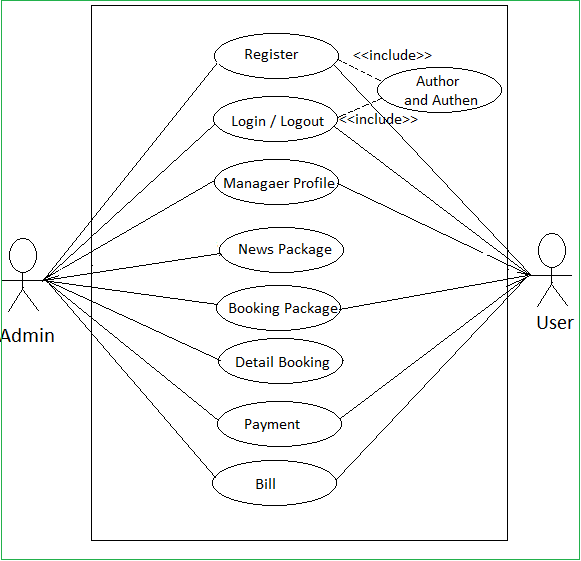 Register
<<include>>
Author
and Authen
Login / Logout
<<include>>
Managaer Profile
News Package
Booking Package
Admin
User
Detail Booking
Payment
Bill